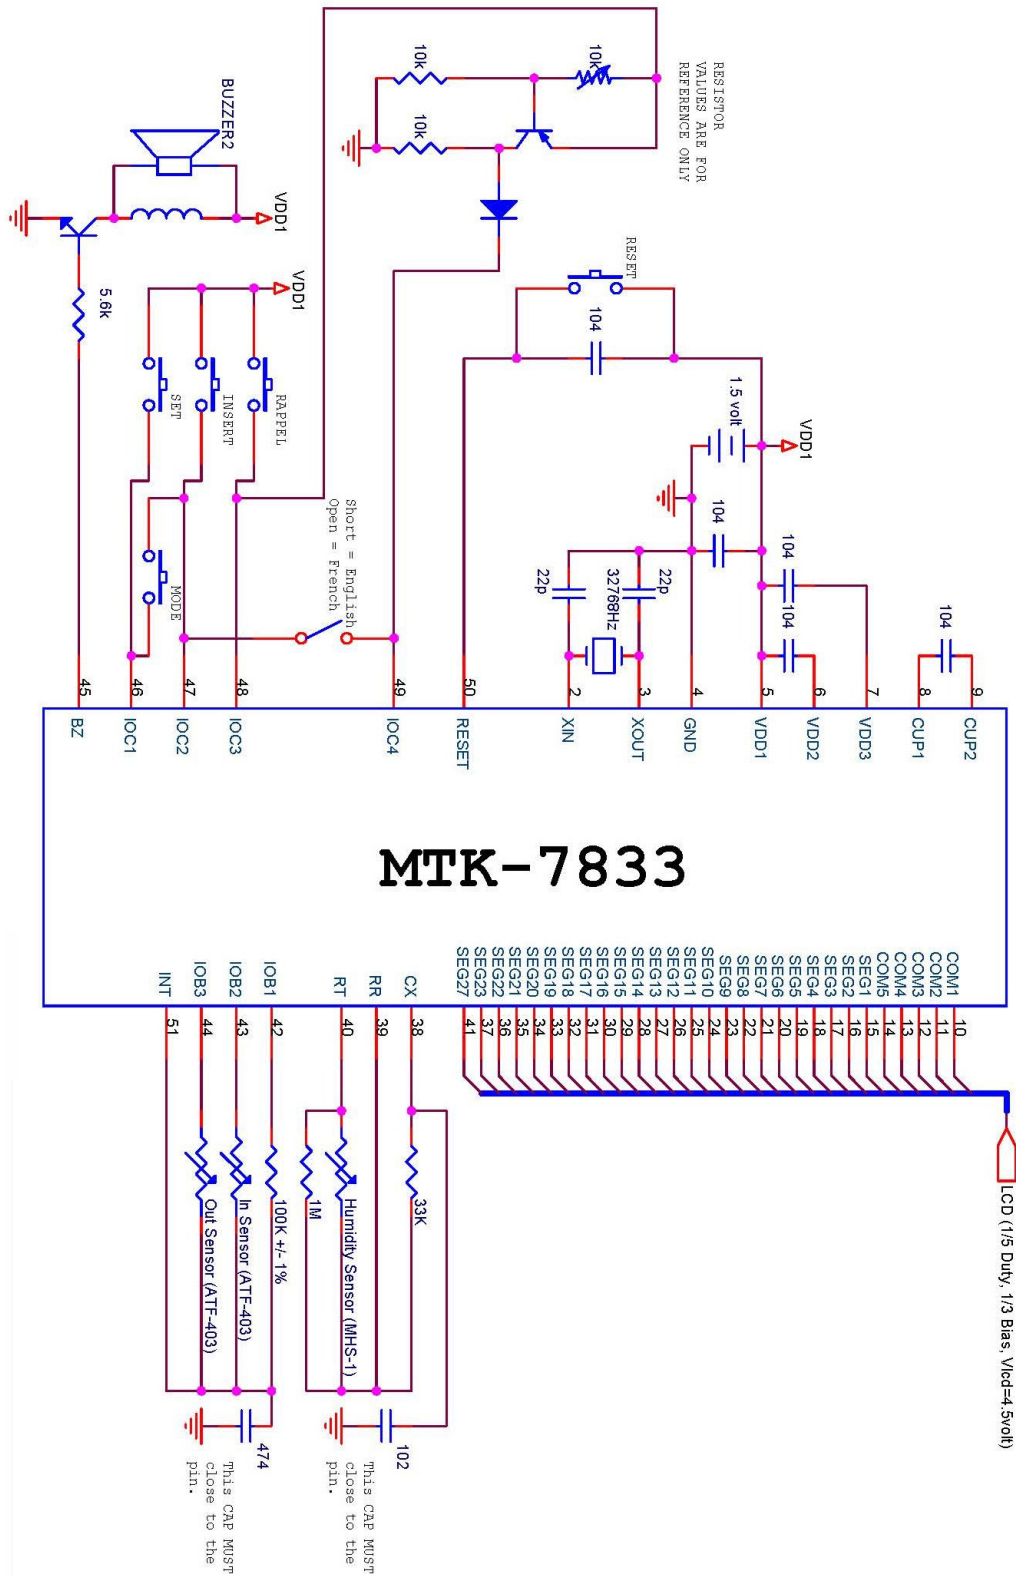 RESISTOR
VALUES ARE FOR
REFERENCE ONLY
10k
10k
10k
BUZZER2
VDD1
5.6k
VDD1
SET
INSERT
RAPPEL
MODE
Short = English
Open = French
RESET
104
1.5 volt
VDD1
104
104
104
104
22p
32768Hz
22p
45
46
47
48
49
50
2
3
4
5
6
7
8
9
BZ
IOC1
IOC2
IOC3
IOC4
RESET
XIN
XOUT
GND
VDD1
VDD2
VDD3
CUP1
CUP2
MTK-7833
INT
IOB3
IOB2
IOB1
RT
RR
CX
SEG27
SEG23
SEG22
SEG21
SEG20
SEG19
SEG18
SEG17
SEG16
SEG15
SEG14
SEG13
SEG12
SEG11
SEG10
SEG9
SEG8
SEG7
SEG6
SEG5
SEG4
SEG3
SEG2
SEG1
COM5
COM4
COM3
COM2
COM1
51
44
43
42
40
39
38
41
37
36
35
34
33
32
31
30
29
28
27
26
25
24
23
22
21
20
19
18
17
16
15
14
13
12
11
10
Out Sensor (ATF-403)
In Sensor (ATF-403)
100K +/- 1%
1M
Humidity Sensor (MHS-1)
33K
474
This CAP MUST
close to the
pin.
102
This CAP MUST
close to the
pin.
LCD (1/5 Duty, 1/3 Bias, Vlcd=4.5volt)